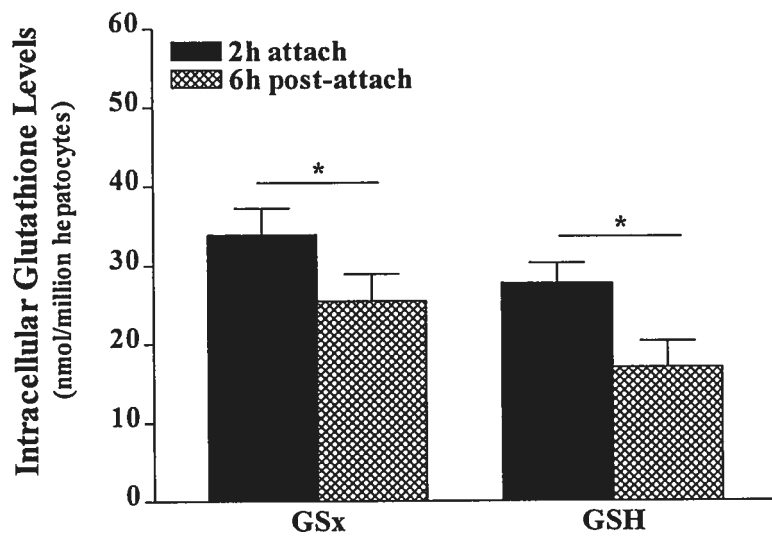 60
50
40
30
20
10
0
Intracellular Glutathione Levels
(nmol/million hepatocytes)
2h attach
6h post-attach
*
*
GSx
GSH